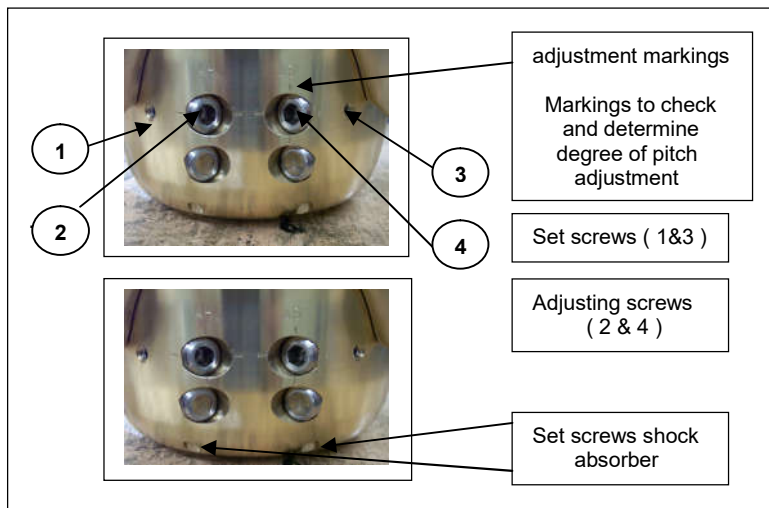 adjustment markings
Markings to check
and determine
degree of pitch
adjustment
1
2
3
4
Set screws ( 1&3 )
Adjusting screws
( 2 & 4 )
Set screws shock
absorber